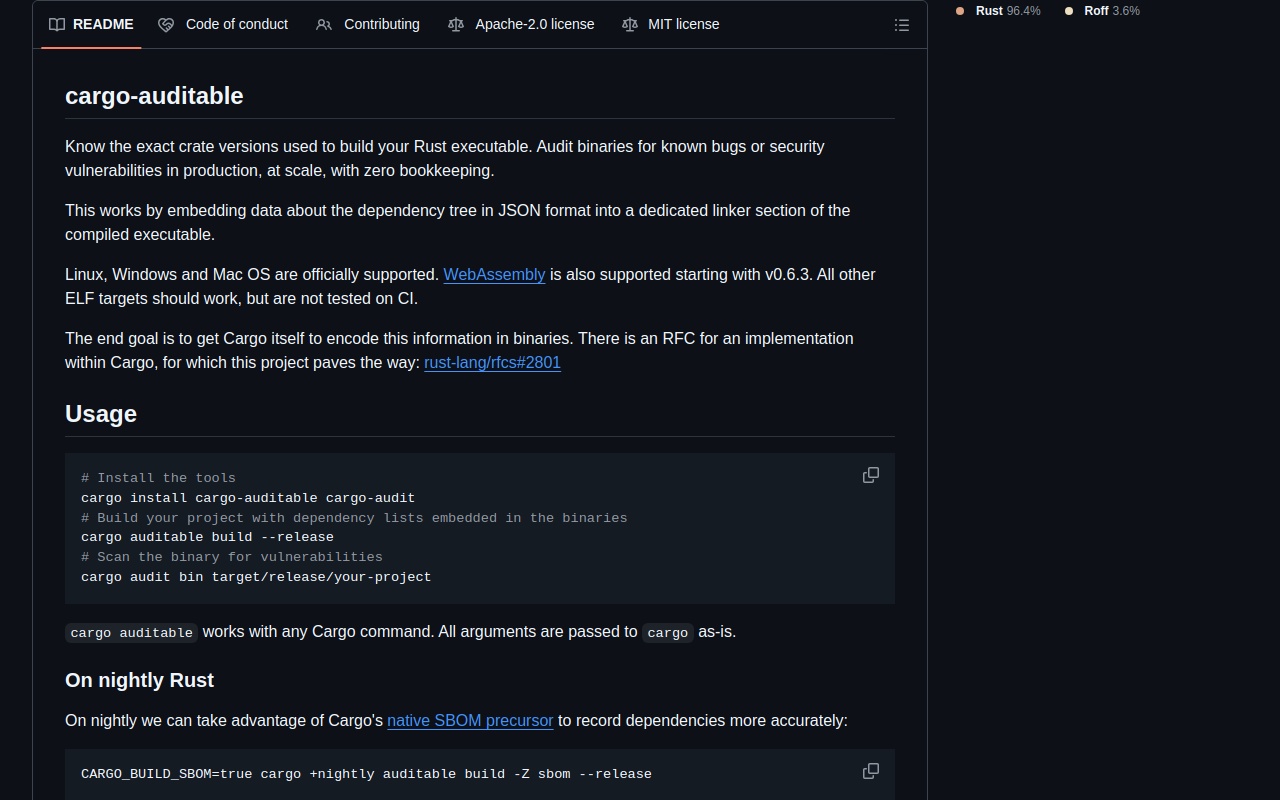 README Code of conduct Contributing Apache-2.0 license MIT license
Rust 96.4% Roff 3.6%
cargo-auditable
Know the exact crate versions used to build your Rust executable. Audit binaries for known bugs or security
vulnerabilities in production, at scale, with zero bookkeeping.
This works by embedding data about the dependency tree in JSON format into a dedicated linker section of the
compiled executable.
Linux, Windows and Mac OS are officially supported. WebAssembly is also supported starting with v0.6.3. All other
ELF targets should work, but are not tested on CI.
The end goal is to get Cargo itself to encode this information in binaries. There is an RFC for an implementation
within Cargo, for which this project paves the way: rust-lang/rfcs#2801
Usage
# Install the tools
cargo install cargo-auditable cargo-audit
# Build your project with dependency lists embedded in the binaries
cargo auditable build --release
# Scan the binary for vulnerabilities
cargo audit bin target/release/your-project
cargo auditable works with any Cargo command. All arguments are passed to cargo as-is.
On nightly Rust
On nightly we can take advantage of Cargo's native SBOM precursor to record dependencies more accurately:
CARGO_BUILD_SBOM=true cargo +nightly auditable build -Z sbom --release